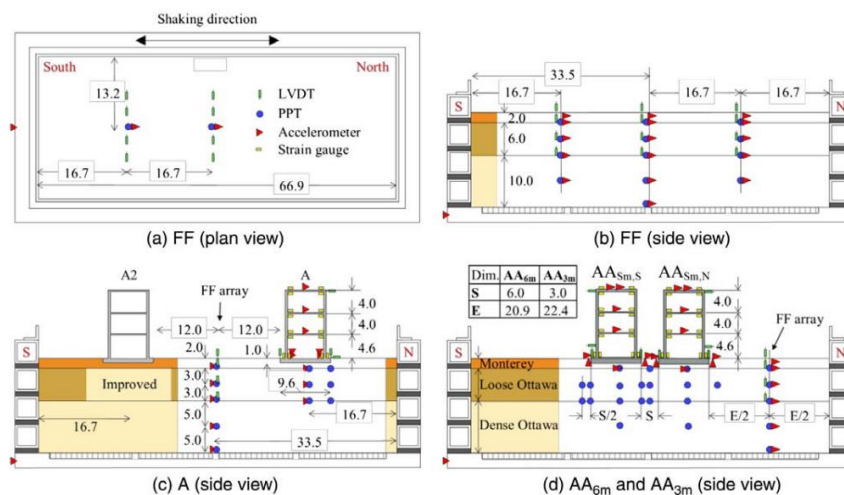 Shaking direction
South
North
13.2
LVDT
PPT
Accelerometer
Strain gauge
16.7
16.7
66.9
(a) FF (plan view)
33.5
16.7
16.7
16.7
S
N
2.0
6.0
10.0
(b) FF (side view)
A2
A
FF array
12.0
12.0
4.0
4.0
4.6
2.0
1.0
S
N
3.0
3.0
Improved
9.6
5.0
16.7
16.7
5.0
33.5
(c) A (side view)
Dim. AA6m AA3m
S 6.0 3.0
E 20.9 22.4
AASm,S
AASm,N
4.0
4.0
4.6
FF array
S
N
Monterey
Loose Ottawa
Dense Ottawa
S/2
S
E/2
E/2
(d) AA6m and AA3m (side view)